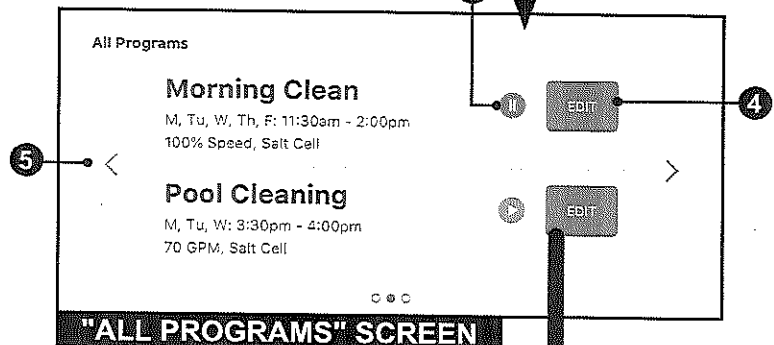 All Programs
Morning Clean
M, Tu, W, Th, F: 11:30am - 2:00pm
100% Speed, Salt Cell
EDIT
4
5
Pool Cleaning
M, Tu, W: 3:30pm - 4:00pm
70 GPM, Salt Cell
EDIT
"ALL PROGRAMS" SCREEN